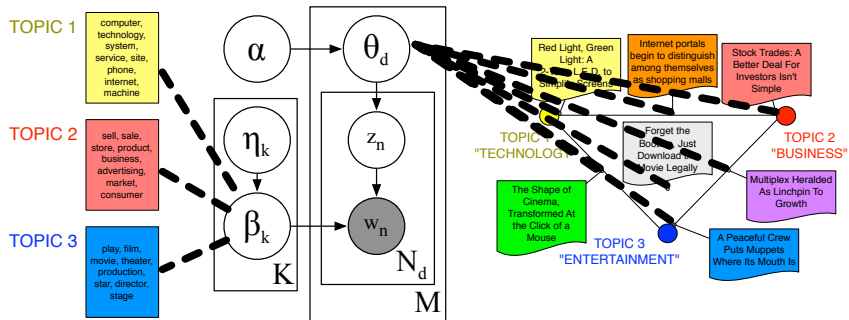 TOPIC 1
computer,
technology,
system,
service, site,
phone,
internet,
machine
TOPIC 2
sell, sale,
store, product,
business,
advertising,
market,
consumer
TOPIC 3
play, film,
movie, theater,
production,
star, director,
stage
α
θd
ηk
βk
K
zn
wn
Nd
M
Red Light, Green
Light: A
L.E.D. to
Screens
Internet portals
begin to distinguish
among themselves
as shopping malls
Stock Trades: A
Better Deal For
Investors Isn't
Simple
TOPIC
"TECHNOLOGY
TOPIC 2
"BUSINESS"
Forget the
Just
Download
Movie Legally
Multiplex Heralded
As Linchpin To
Growth
The Shape of
Cinema,
Transformed At
the Click of a
Mouse
TOPIC 3
"ENTERTAINMENT"
A Peaceful Crew
Puts Muppets
Where Its Mouth Is